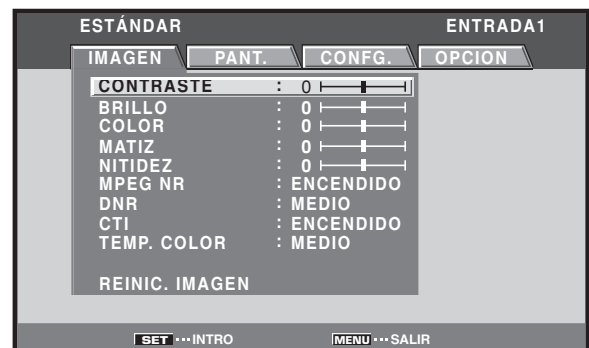 ESTÁNDAR ENTRADA1
IMAGEN PANT. CONFG. OPCION
CONTRASTE : 0
BRILLO : 0
COLOR : 0
MATIZ : 0
NITIDEZ : 0
MPEG NR : ENCENDIDO
DNR : MEDIO
CTI : ENCENDIDO
TEMP. COLOR : MEDIO
REINIC. IMAGEN
SET ··· INTRO MENU ··· SALIR